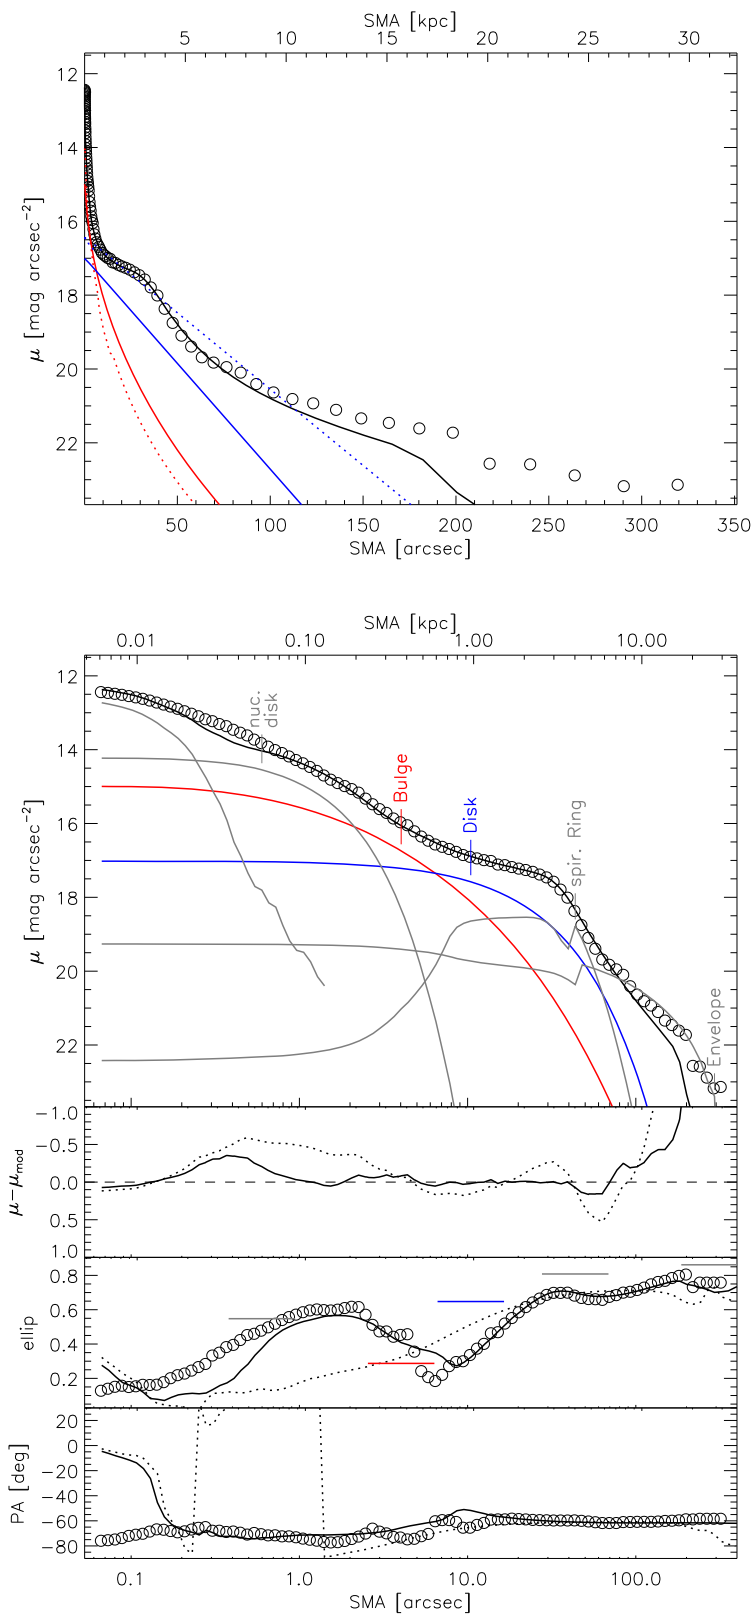 SMA [kpc]
5 10 15 20 25 30
12
14
16
18
20
22
μ [mag arcsec⁻²]
50 100 150 200 250 300 350
SMA [arcsec]
SMA [kpc]
0.01 0.10 1.00 10.00
12
14
16
18
20
22
μ [mag arcsec⁻²]
nuc.
disk
Bulge
Disk
spir. Ring
Envelope
−1.0
−0.5
0.0
0.5
1.0
μ−μmod
0.8
0.6
0.4
0.2
ellip
20
0
−20
−40
−60
−80
PA [deg]
0.1 1.0 10.0 100.0
SMA [arcsec]